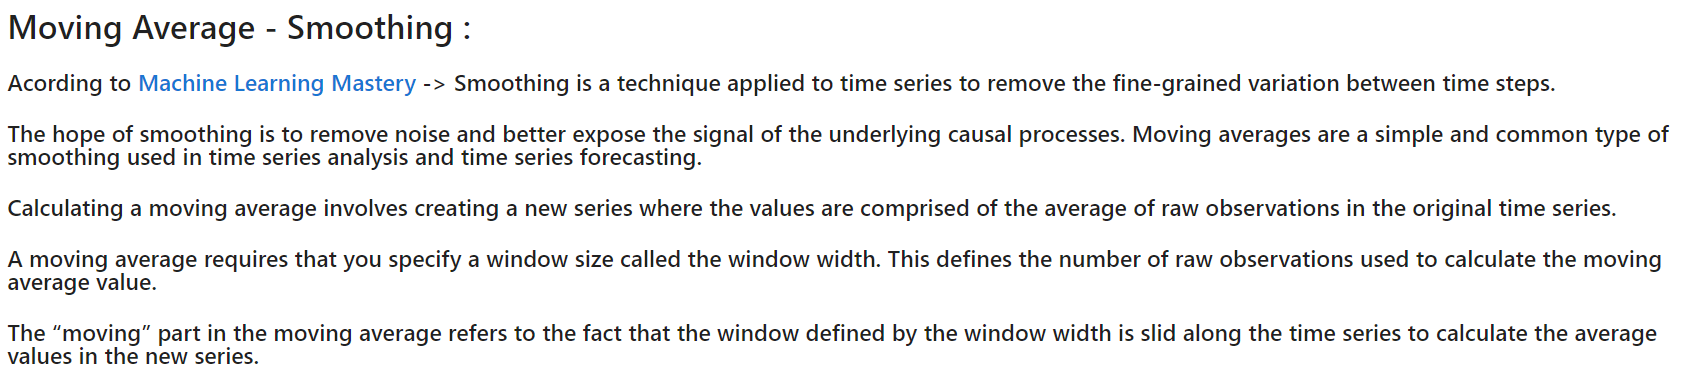 Moving Average - Smoothing :
Acording to Machine Learning Mastery -> Smoothing is a technique applied to time series to remove the fine-grained variation between time steps.
The hope of smoothing is to remove noise and better expose the signal of the underlying causal processes. Moving averages are a simple and common type of
smoothing used in time series analysis and time series forecasting.
Calculating a moving average involves creating a new series where the values are comprised of the average of raw observations in the original time series.
A moving average requires that you specify a window size called the window width. This defines the number of raw observations used to calculate the moving
average value.
The “moving” part in the moving average refers to the fact that the window defined by the window width is slid along the time series to calculate the average
values in the new series.